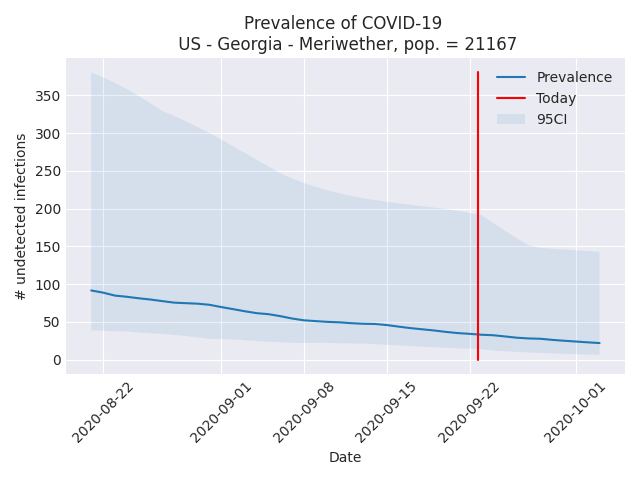 Prevalence of COVID-19
US - Georgia - Meriwether, pop. = 21167
Prevalence
Today
95CI
# undetected infections
350
300
250
200
150
100
50
0
2020-08-22
2020-09-01
2020-09-08
2020-09-15
2020-09-22
2020-10-01
Date